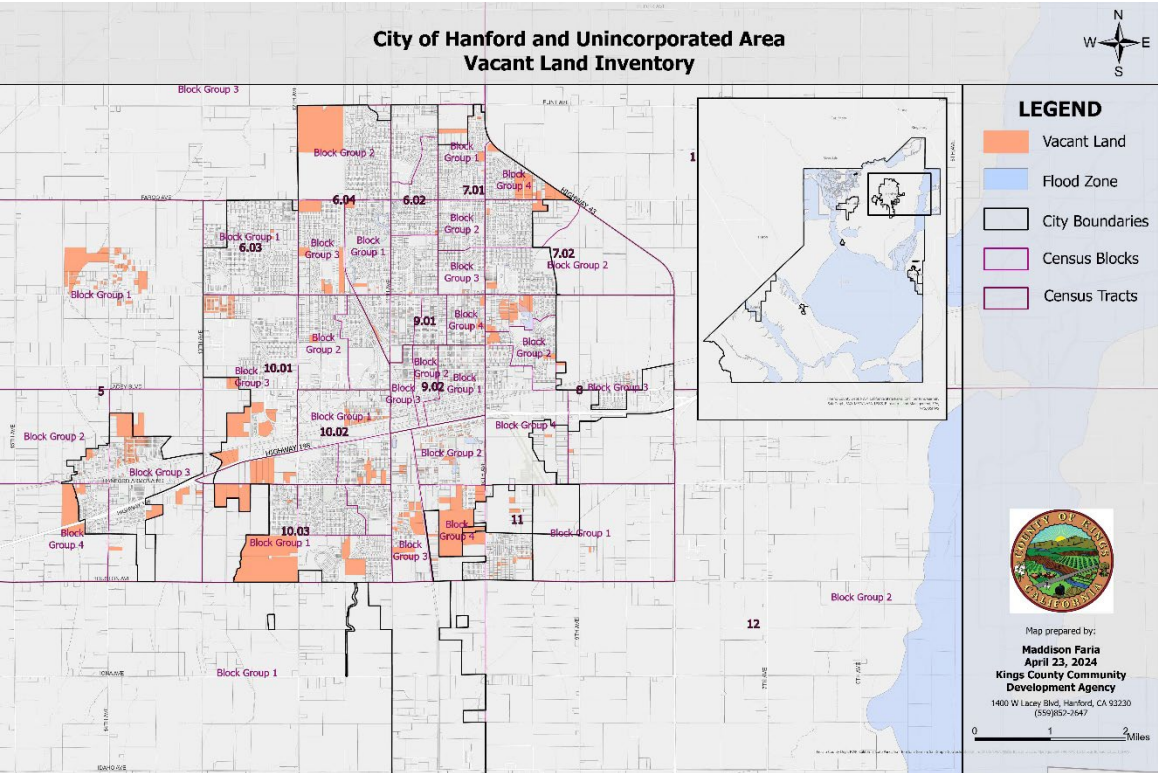 City of Hanford and Unincorporated Area
Vacant Land Inventory
N
W E
S
LEGEND
Vacant Land
Flood Zone
City Boundaries
Census Blocks
Census Tracts
Block Group 3
Block Group 2
Block
Group 1
Block
Group 4
7.01
6.04
6.02
HIGHWAY 43
FARGO AVE
Block
Group 2
Block Group 1
6.03
Block
Group 3
Block
Group 1
7.02
Block Group 2
Block
Group 3
Block Group 1
9.01
Block
Group 4
Block
Group 2
Block
Group 2
Block
Group 2
10.01
Block
Group 3
9.02
Block
Group 1
Block
Group 3
8
Block Group 3
5
Block Group 1
10.02
Block Group 4
Block Group 2
HIGHWAY 198
Block Group 2
Block Group 3
11
Block
Group 4
10.03
Block Group 1
Block
Group 4
Block
Group 3
Block Group 1
Block Group 2
12
Block Group 1
IONA AVE
IDAHO AVE
1
COUNTY OF KINGS
CALIFORNIA
Map prepared by:
Maddison Faria
April 23, 2024
Kings County Community
Development Agency
1400 W Lacey Blvd, Hanford, CA 93230
(559)852-2647
0 1 2
Miles